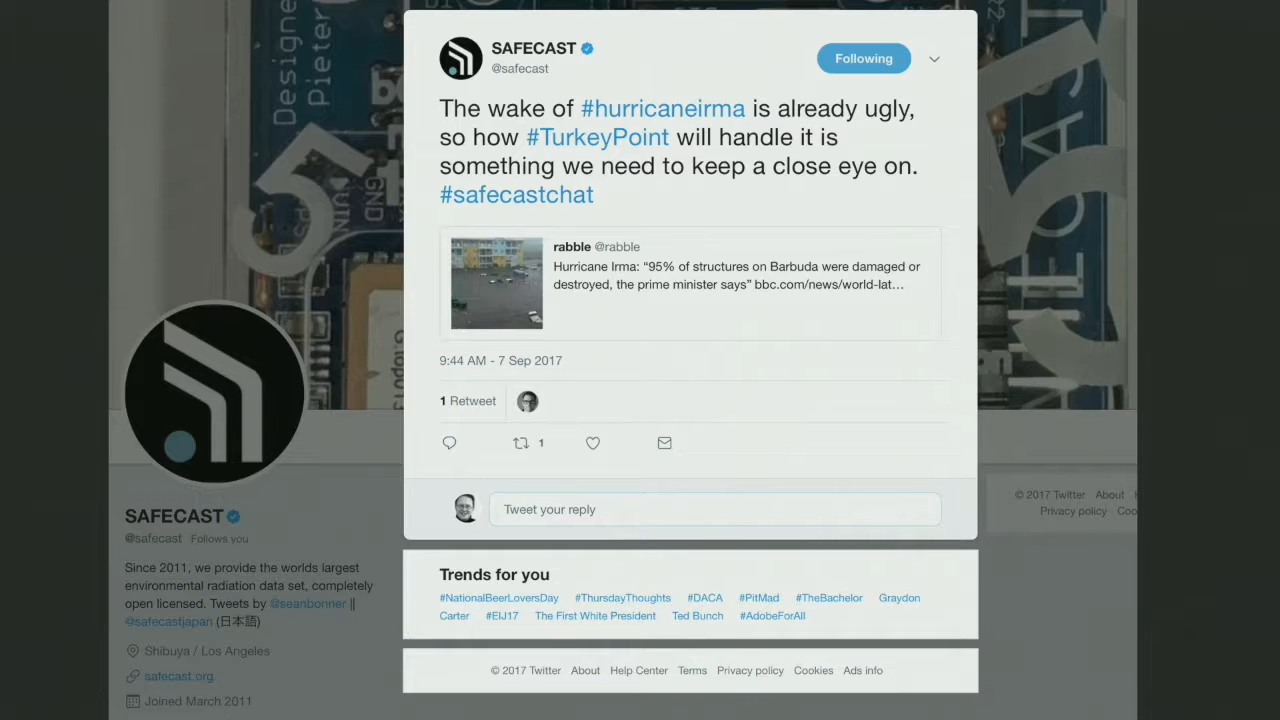 Designe
Pieter
5
GND
VIN
SAFECAST
@safecast
Following
The wake of #hurricaneirma is already ugly,
so how #TurkeyPoint will handle it is
something we need to keep a close eye on.
#safecastchat
rabble @rabble
Hurricane Irma: “95% of structures on Barbuda were damaged or
destroyed, the prime minister says” bbc.com/news/world-lat…
9:44 AM - 7 Sep 2017
1 Retweet
1
Tweet your reply
SAFECAST
@safecast Follows you
Since 2011, we provide the worlds largest
environmental radiation data set, completely
open licensed. Tweets by @seanbonner ||
@safecastjapan (日本語)
Shibuya / Los Angeles
safecast.org
Joined March 2011
© 2017 Twitter About
Privacy policy Coo
Trends for you
#NationalBeerLoversDay #ThursdayThoughts #DACA #PitMad #TheBachelor Graydon
Carter #EIJ17 The First White President Ted Bunch #AdobeForAll
© 2017 Twitter About Help Center Terms Privacy policy Cookies Ads info